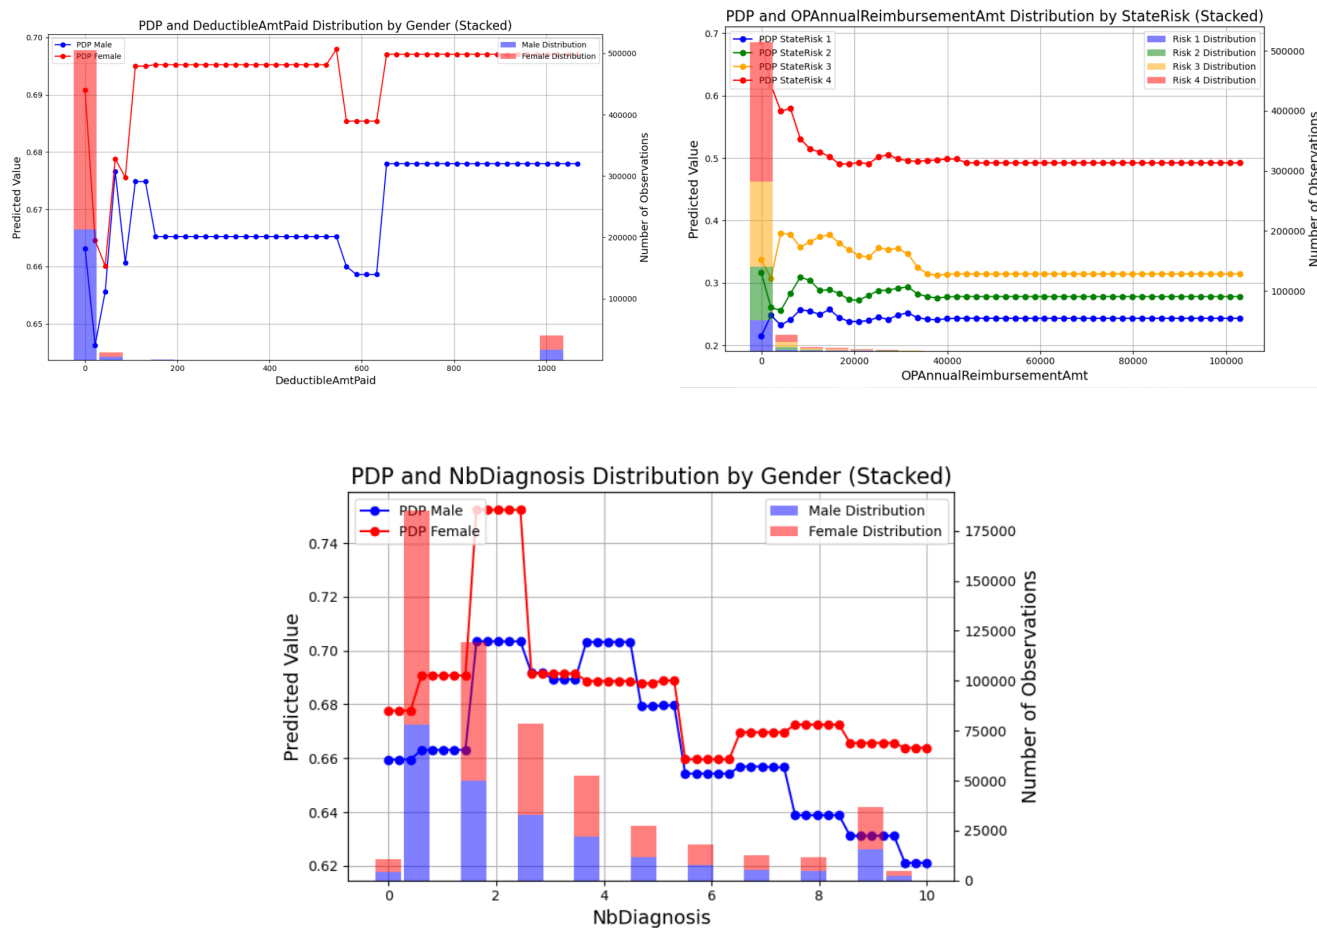 PDP and DeductibleAmtPaid Distribution by Gender (Stacked)
0.70
0.69
0.68
0.67
0.66
0.65
Predicted Value
PDP Male
PDP Female
Male Distribution
Female Distribution
500000
400000
300000
200000
100000
Number of Observations
0
200
400
600
800
1000
DeductibleAmtPaid
PDP and OPAnnualReimbursementAmt Distribution by StateRisk (Stacked)
0.7
0.6
0.5
0.4
0.3
0.2
Predicted Value
PDP StateRisk 1
PDP StateRisk 2
PDP StateRisk 3
PDP StateRisk 4
Risk 1 Distribution
Risk 2 Distribution
Risk 3 Distribution
Risk 4 Distribution
500000
400000
300000
200000
100000
Number of Observations
0
20000
40000
60000
80000
100000
OPAnnualReimbursementAmt
PDP and NbDiagnosis Distribution by Gender (Stacked)
0.74
0.72
0.70
0.68
0.66
0.64
0.62
Predicted Value
PDP Male
PDP Female
Male Distribution
Female Distribution
175000
150000
125000
100000
75000
50000
25000
0
Number of Observations
0
2
4
6
8
10
NbDiagnosis